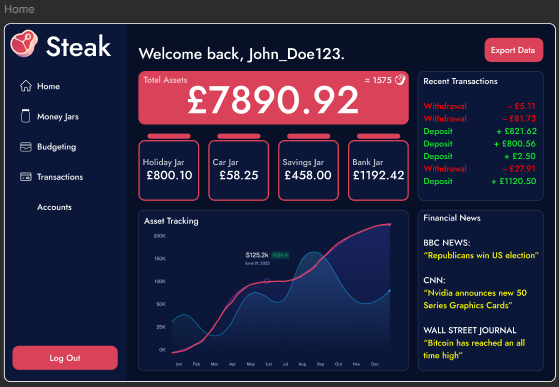 Home
Steak
Home
Money Jars
Budgeting
Transactions
Accounts
Log Out
Welcome back, John_Doe123.
Export Data
Total Assets
= 1575
£7890.92
Holiday Jar
£800.10
Car Jar
£58.25
Savings Jar
£458.00
Bank Jar
£1192.42
Asset Tracking
200K
150K
100K
50K
25K
0K
$125.2k
June 21, 2023
Jan Feb Mar Apr May Jun Jul Aug Sep Oct Nov Dec
Recent Transactions
Withdrawal – £5.11
Withdrawal – £81.73
Deposit + £821.62
Deposit + £800.56
Deposit + £2.50
Withdrawal – £27.91
Deposit + £1120.50
Financial News
BBC NEWS:
“Republicans win US election”
CNN:
“Nvidia announces new 50
Series Graphics Cards”
WALL STREET JOURNAL
“Bitcoin has reached an all
time high”